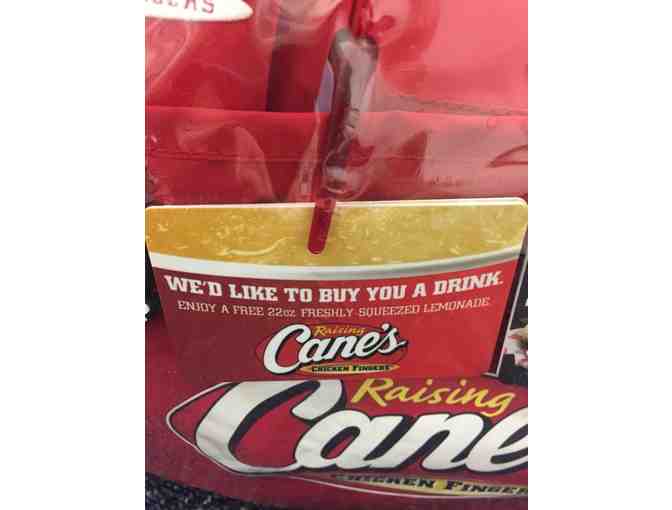 WE'D LIKE TO BUY YOU A DRINK.
ENJOY A FREE 22oz FRESHLY-SQUEEZED LEMONADE.
Raising
Cane's
CHICKEN FINGERS
Raising
Cane
CHICKEN FINGER